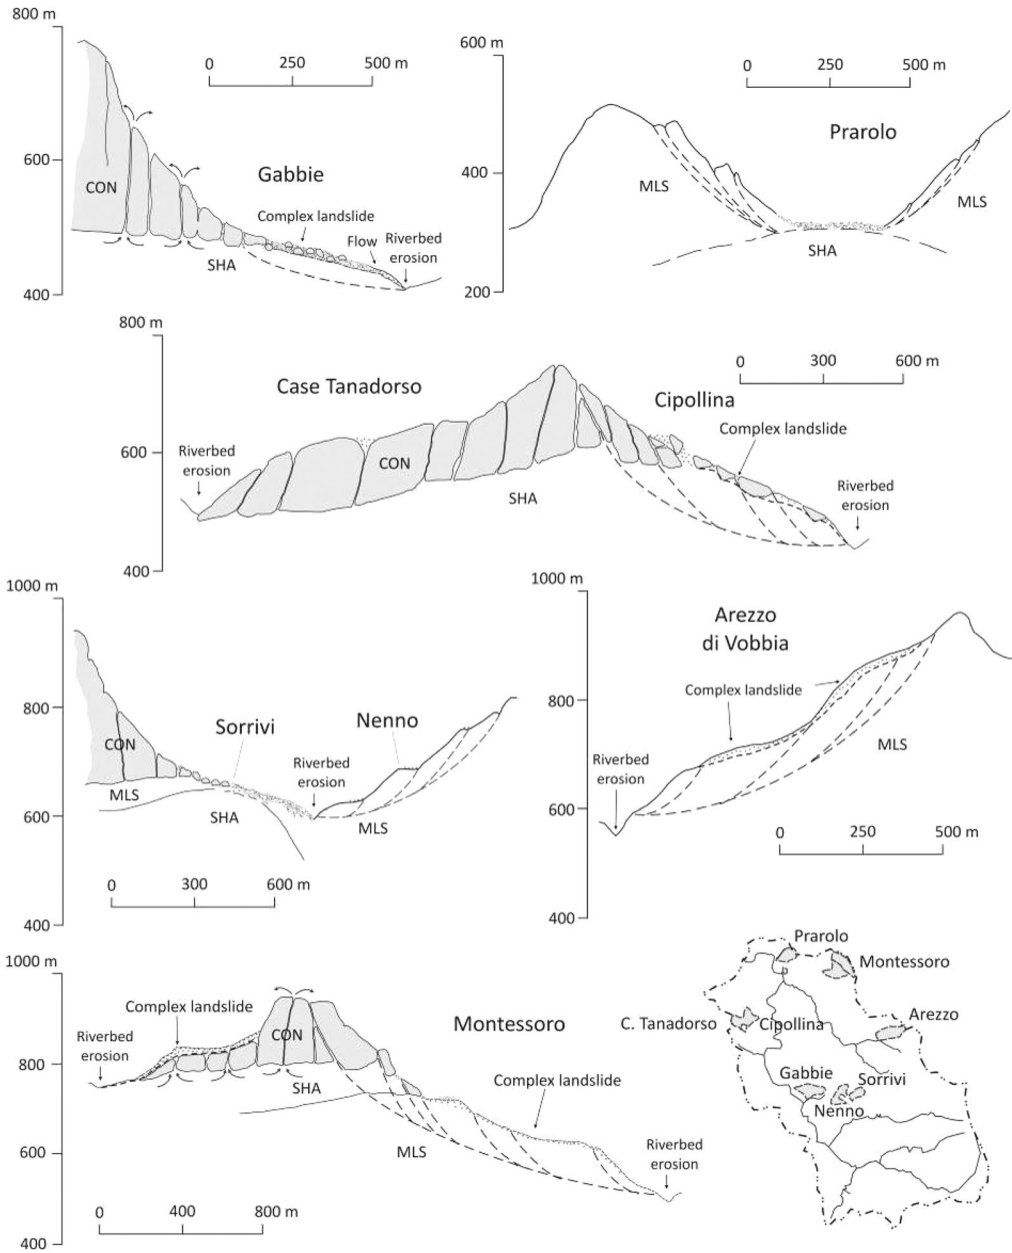 800 m
0 250 500 m
600
CON
Gabbie
Complex landslide
Flow
Riverbed
erosion
SHA
400
600 m
0 250 500 m
Prarolo
400
MLS
MLS
SHA
200
800 m
Case Tanadorso
0 300 600 m
Cipollina
Complex landslide
Riverbed
erosion
600
CON
SHA
Riverbed
erosion
400
1000 m
800
Sorrivi
Nenno
CON
Riverbed
erosion
MLS
SHA
MLS
600
0 300 600 m
400
1000 m
Arezzo
di Vobbia
Complex landslide
800
MLS
Riverbed
erosion
600
0 250 500 m
400
1000 m
Complex landslide
Riverbed
erosion
CON
Montessoro
800
SHA
Complex landslide
MLS
600
Riverbed
erosion
0 400 800 m
400
Prarolo
Montessoro
C. Tanadorso
Cipollina
Arezzo
Gabbie
Sorrivi
Nenno